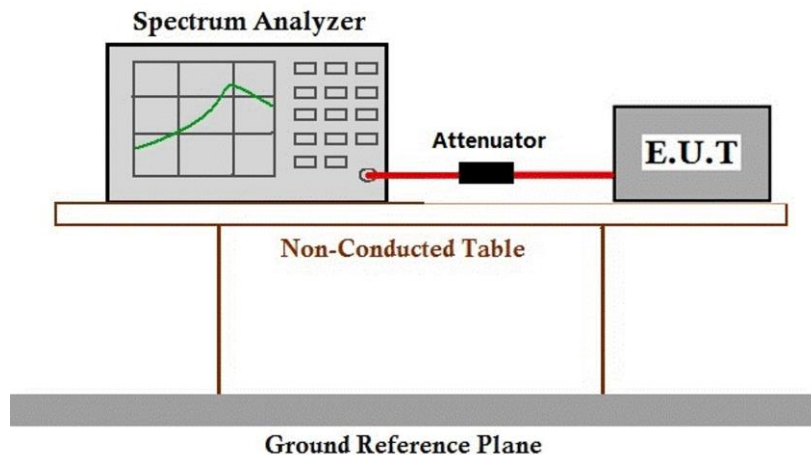 Spectrum Analyzer
Attenuator
E.U.T
Non-Conducted Table
Ground Reference Plane